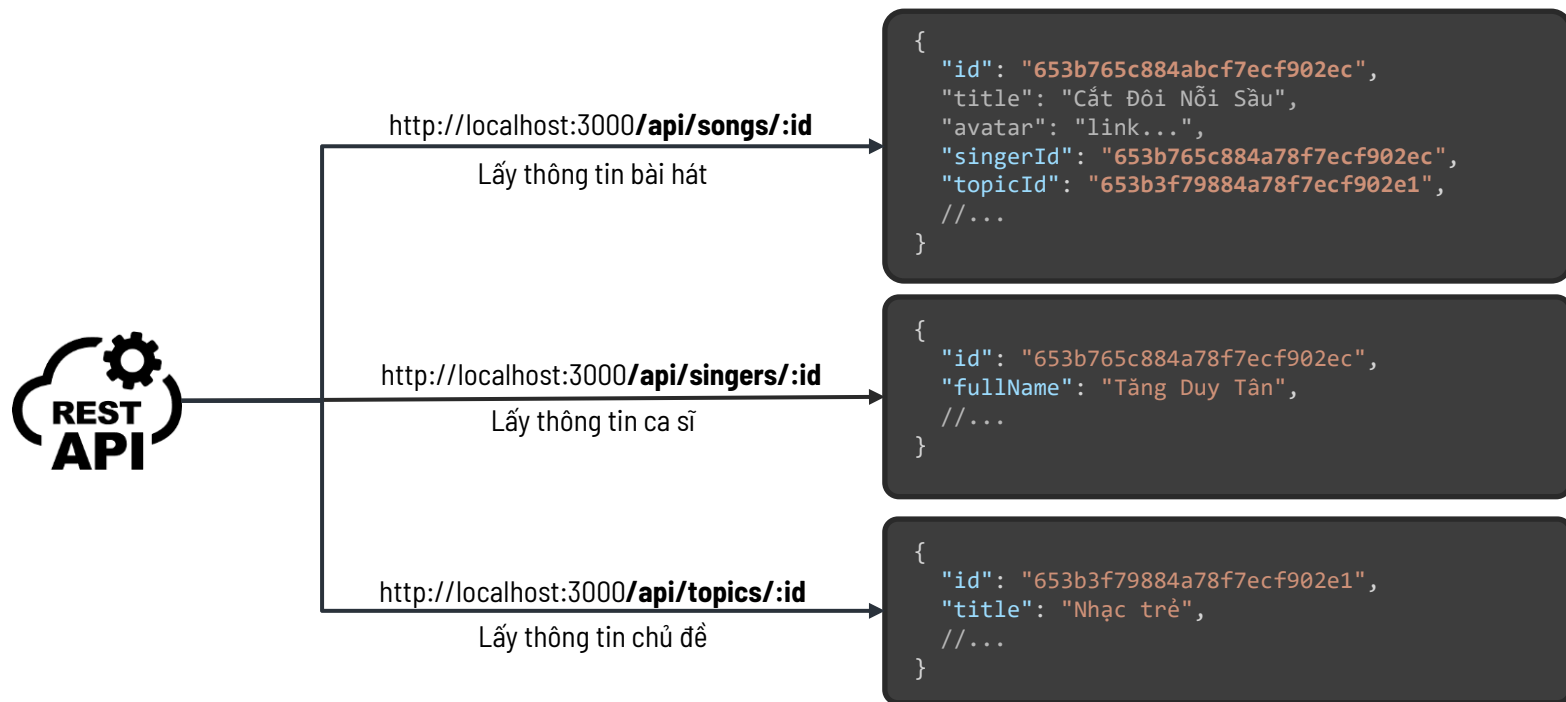 {
"id": "653b765c884abcf7ecf902ec",
"title": "Cắt Đôi Nỗi Sầu",
"avatar": "link...",
"singerId": "653b765c884a78f7ecf902ec",
"topicId": "653b3f79884a78f7ecf902e1",
//...
}
http://localhost:3000/api/songs/:id
Lấy thông tin bài hát
REST
API
http://localhost:3000/api/singers/:id
Lấy thông tin ca sĩ
{
"id": "653b765c884a78f7ecf902ec",
"fullName": "Tăng Duy Tân",
//...
}
http://localhost:3000/api/topics/:id
Lấy thông tin chủ đề
{
"id": "653b3f79884a78f7ecf902e1",
"title": "Nhạc trẻ",
//...
}